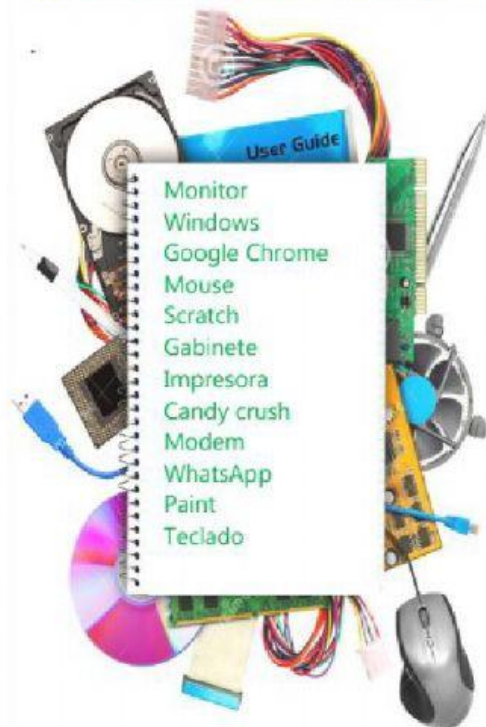 User Guide
Monitor
Windows
Google Chrome
Mouse
Scratch
Gabinete
Impresora
Candy crush
Modem
WhatsApp
Paint
Teclado